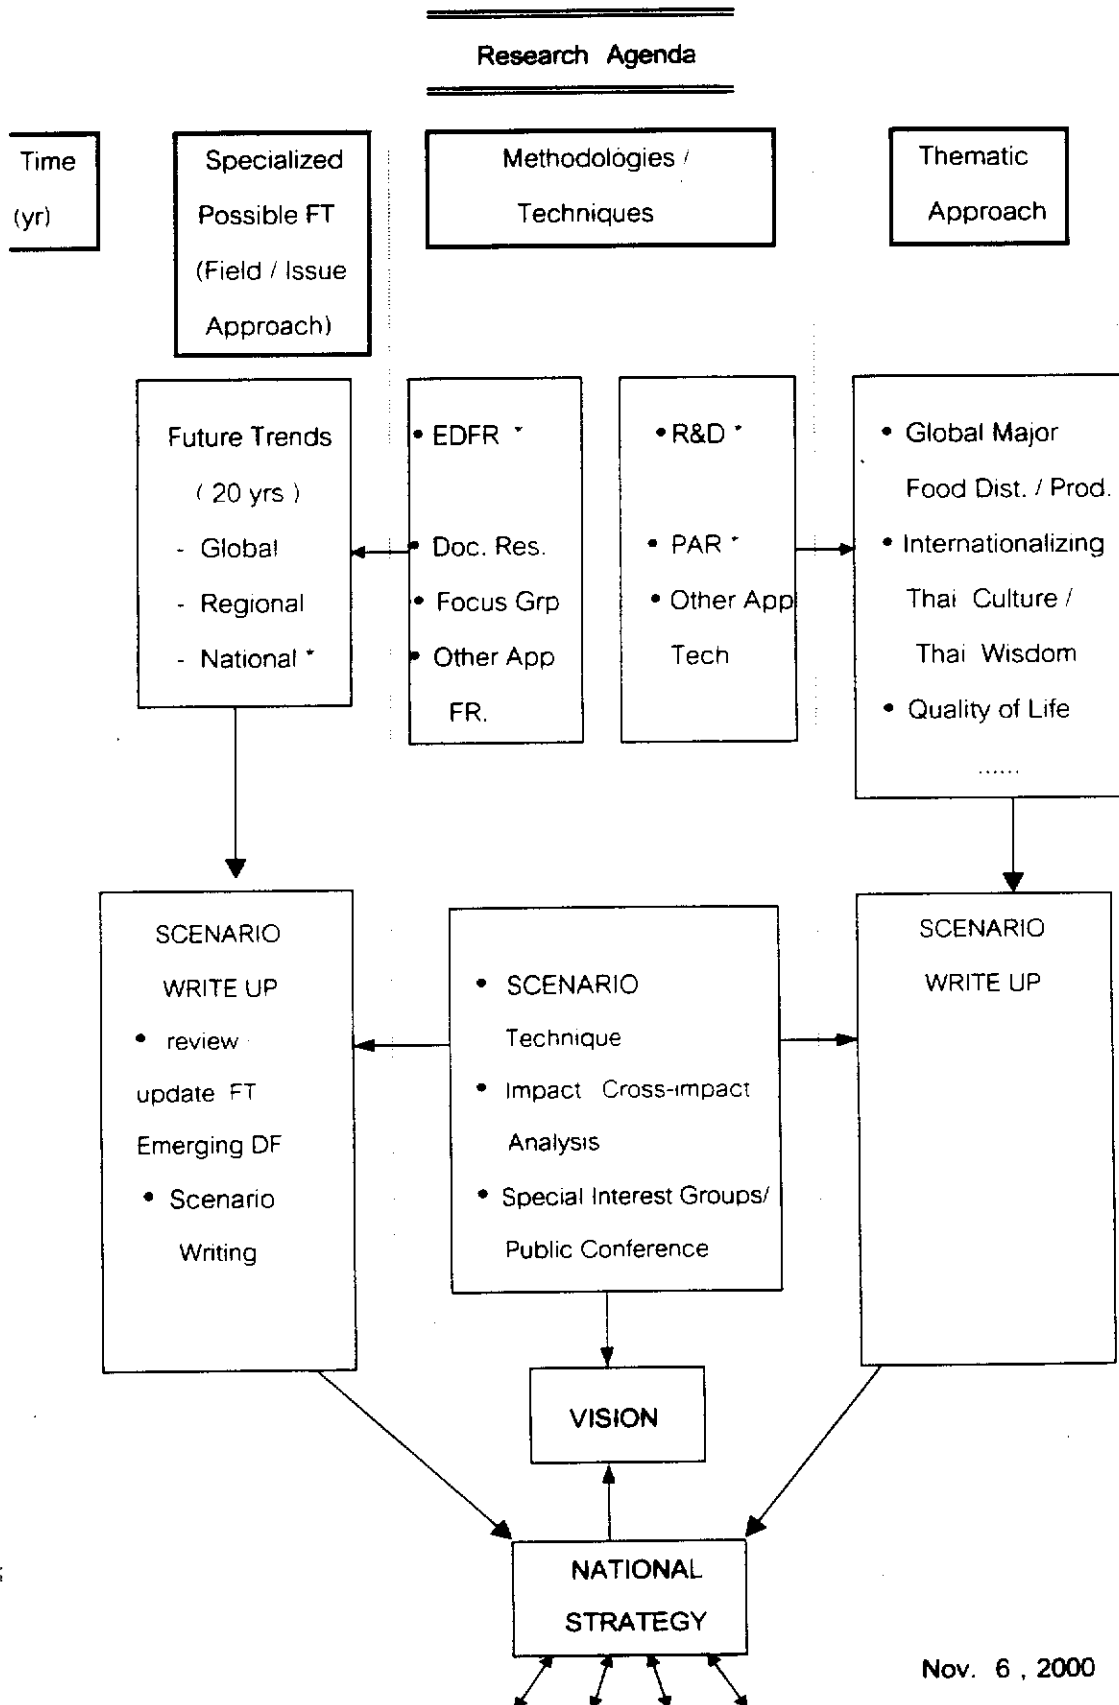 Research Agenda
Time
(yr)
Specialized
Possible FT
(Field / Issue
Approach)
Methodologies /
Techniques
Thematic
Approach
Future Trends
( 20 yrs )
- Global
- Regional
- National *
• EDFR *
• Doc. Res.
• Focus Grp
• Other App
FR.
• R&D *
• PAR *
• Other App
Tech
• Global Major
Food Dist. / Prod.
• Internationalizing
Thai Culture /
Thai Wisdom
• Quality of Life
......
SCENARIO
WRITE UP
• review
update FT
Emerging DF
• Scenario
Writing
• SCENARIO
Technique
• Impact Cross-impact
Analysis
• Special Interest Groups/
Public Conference
SCENARIO
WRITE UP
VISION
NATIONAL
STRATEGY
Nov. 6 , 2000